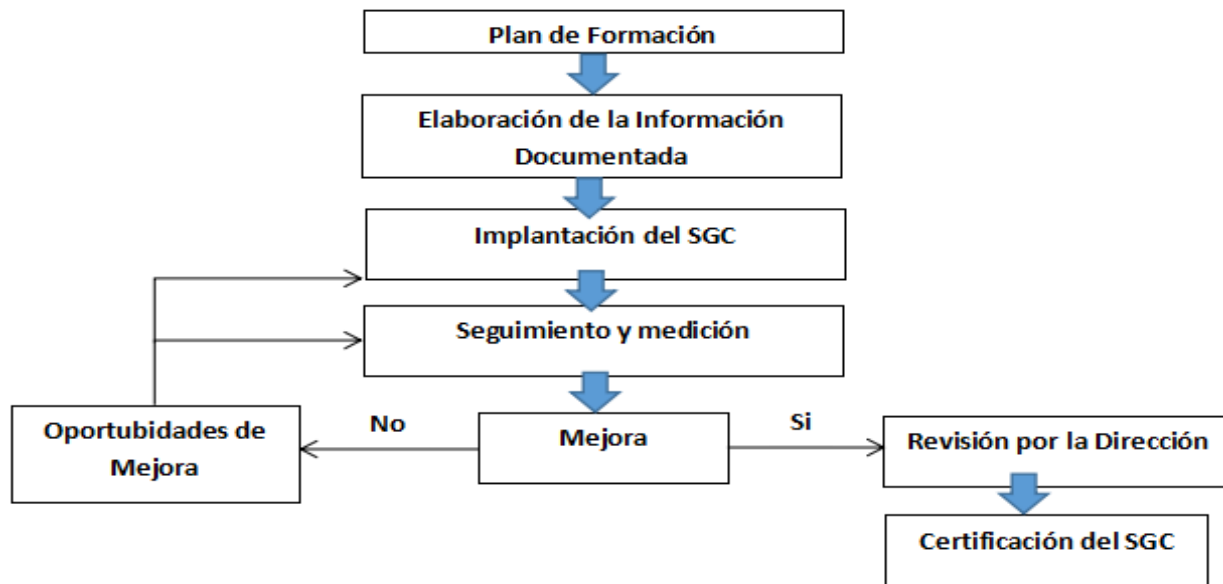 Plan de Formación
Elaboración de la Información
Documentada
Implantación del SGC
Seguimiento y medición
Oportubidades de
Mejora
No
Mejora
Si
Revisión por la Dirección
Certificación del SGC